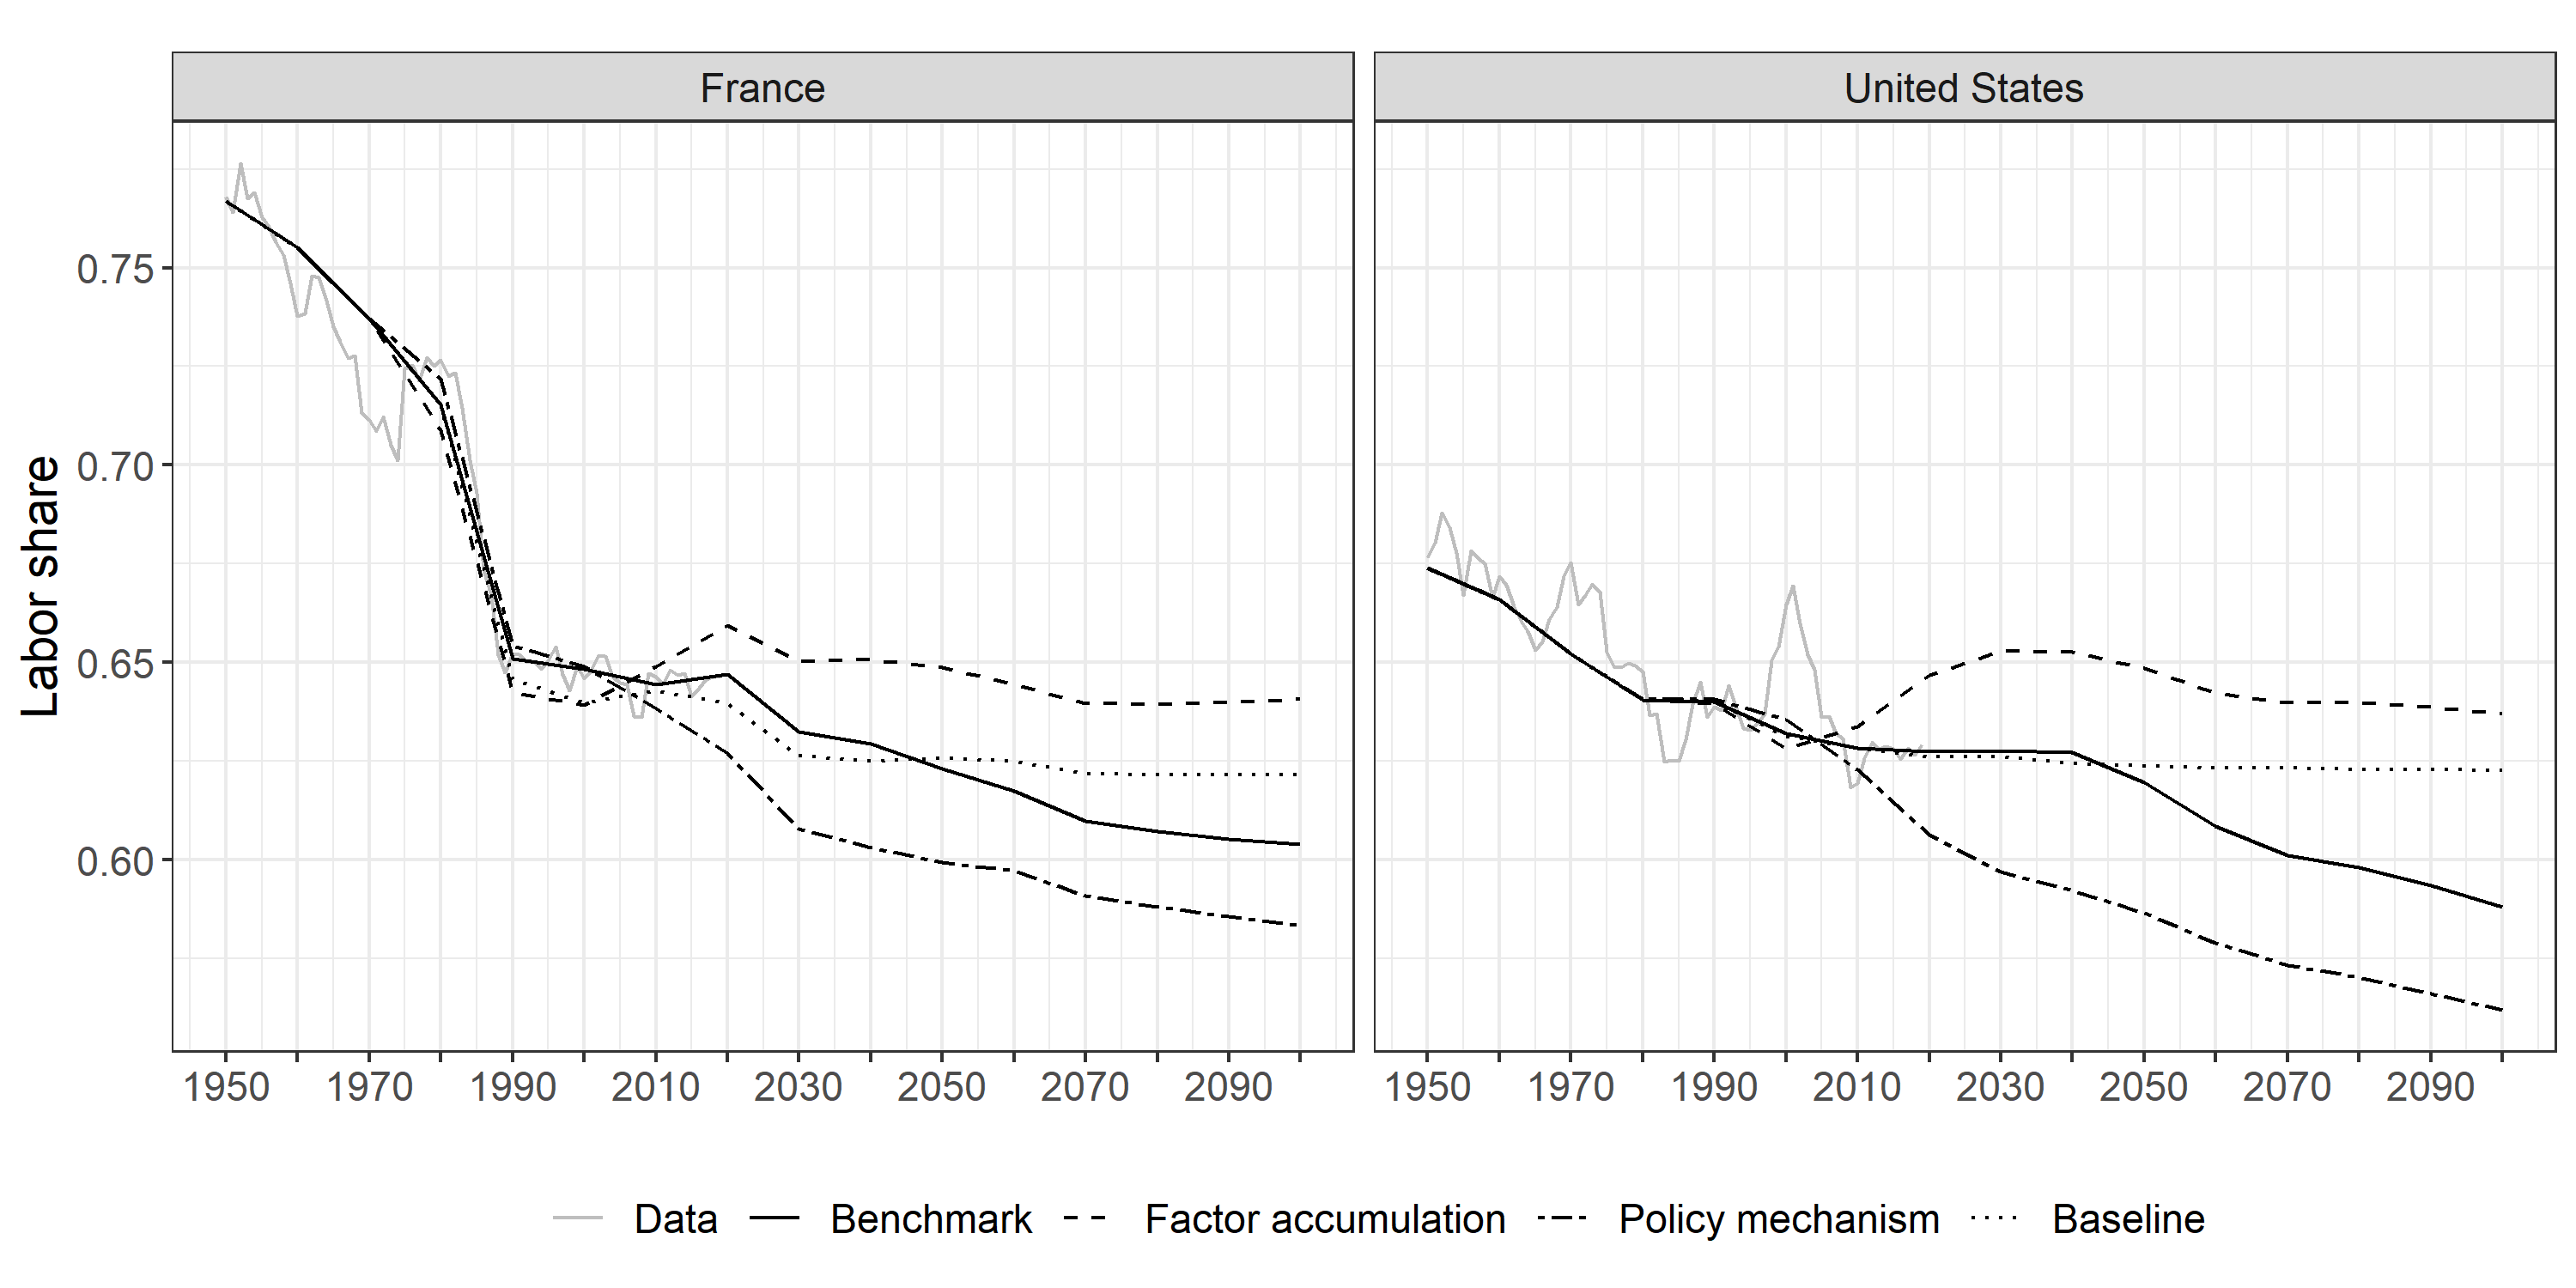 France
United States
Labor share
0.75
0.70
0.65
0.60
1950 1970 1990 2010 2030 2050 2070 2090
1950 1970 1990 2010 2030 2050 2070 2090
Data Benchmark Factor accumulation Policy mechanism Baseline